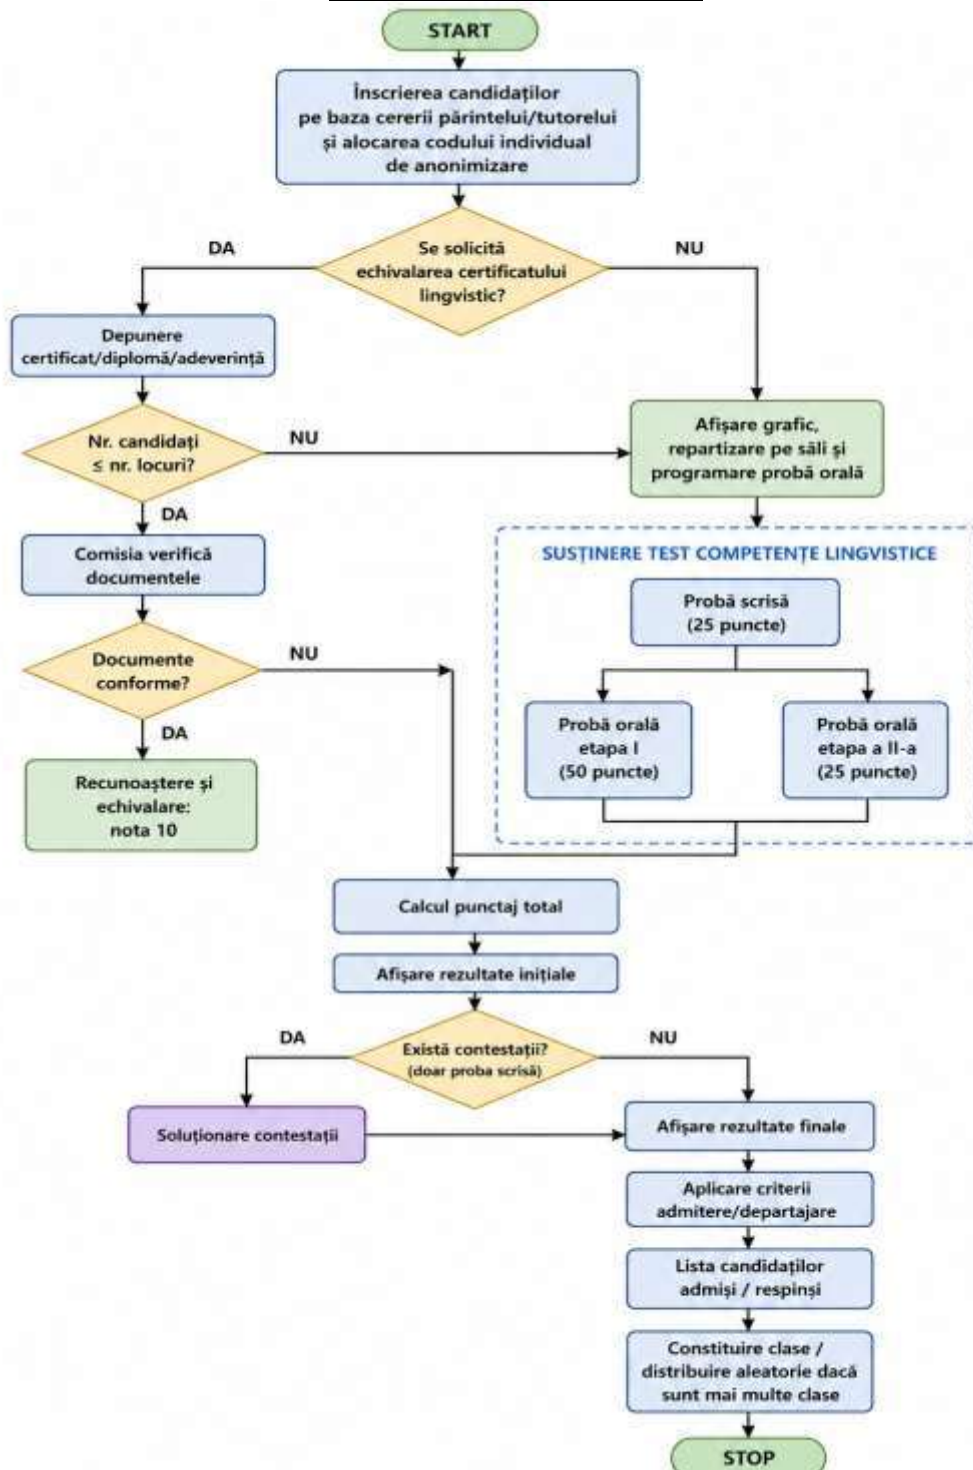 START
Înscrierea candidaților
pe baza cererii părintelui/tutorelui
și alocarea codului individual
de anonimizare
DA
Se solicită
echivalarea certificatului
lingvistic?
NU
Depunere
certificat/diplomă/adeverință
Nr. candidați
≤ nr. locuri?
NU
Afișare grafic,
repartizare pe săli și
programare probă orală
DA
Comisia verifică
documentele
SUSȚINERE TEST COMPETENȚE LINGVISTICE
Probă scrisă
(25 puncte)
Documente
conforme?
NU
DA
Probă orală
etapa I
(50 puncte)
Probă orală
etapa a II-a
(25 puncte)
Recunoaștere și
echivalare:
nota 10
Calcul punctaj total
Afișare rezultate inițiale
DA
Există contestații?
(doar proba scrisă)
NU
Soluționare contestații
Afișare rezultate finale
Aplicare criterii
admitere/departajare
Lista candidaților
admiși / respinși
Constituire clase /
distribuire aleatorie dacă
sunt mai multe clase
STOP